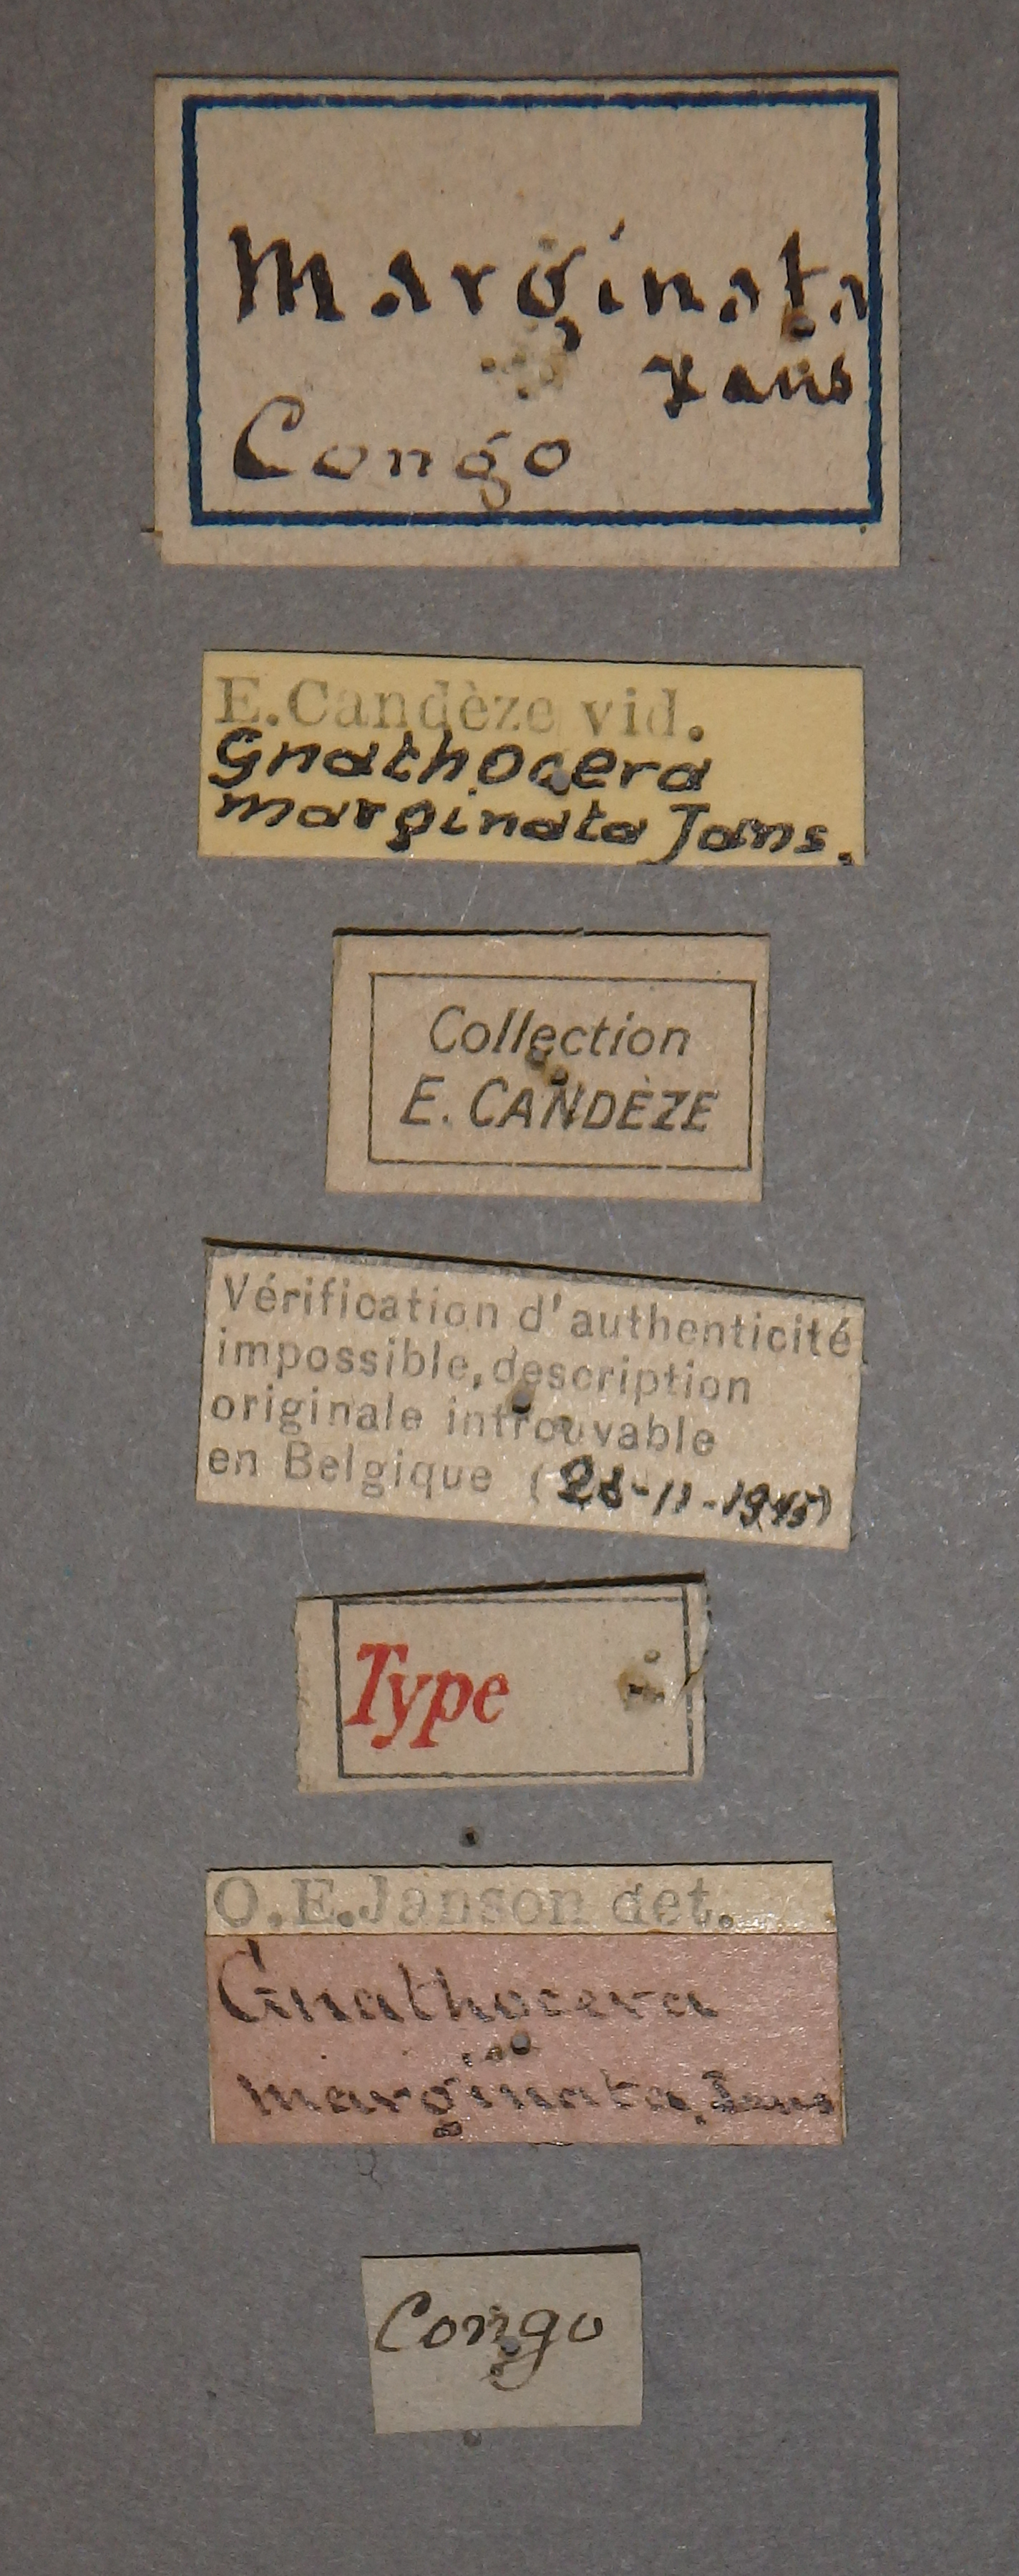 Marginata
Jans
Congo
E.Candèze vid.
Gnathocera
marginata Jans.
Collection
E. CANDÈZE
Vérification d'authenticité
impossible,description
originale introuvable
en Belgique (28-11-1945)
Type
O.E.Janson det.
Gnathocera
marginata, Jans
Congo